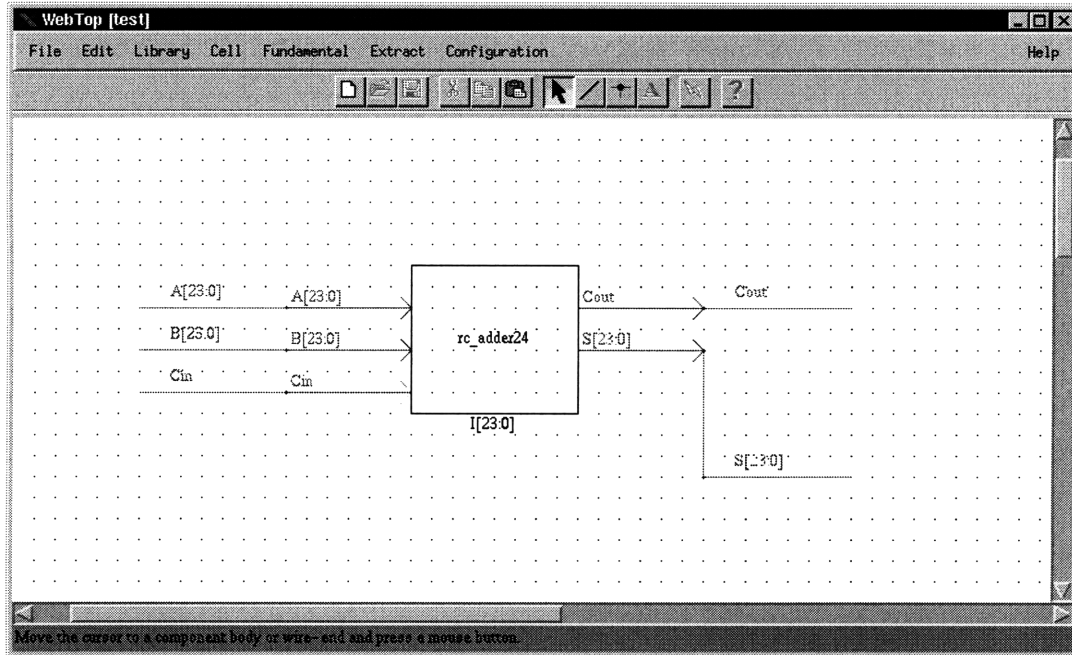 WebTop [test]
File Edit Library Cell Fundamental Extract Configuration Help
A ?
A[23:0] A[23:0] Cout Cout
B[23:0] B[23:0] rc_adder24 S[23:0]
Cin Cin
I[23:0]
S[23:0]
Move the cursor to a component body or wire-end and press a mouse button.